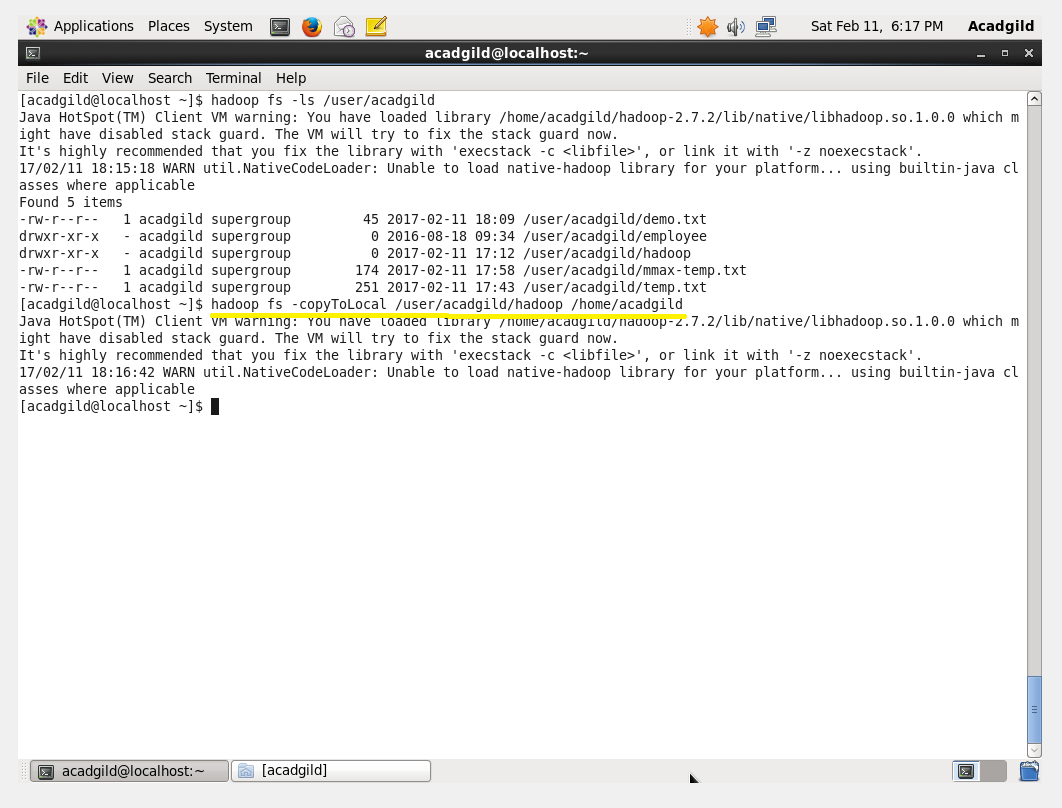 Applications Places System Sat Feb 11, 6:17 PM Acadgild
acadgild@localhost:~
File Edit View Search Terminal Help
[acadgild@localhost ~]$ hadoop fs -ls /user/acadgild
Java HotSpot(TM) Client VM warning: You have loaded library /home/acadgild/hadoop-2.7.2/lib/native/libhadoop.so.1.0.0 which m
ight have disabled stack guard. The VM will try to fix the stack guard now.
It's highly recommended that you fix the library with 'execstack -c <libfile>', or link it with '-z noexecstack'.
17/02/11 18:15:18 WARN util.NativeCodeLoader: Unable to load native-hadoop library for your platform... using builtin-java cl
asses where applicable
Found 5 items
-rw-r--r--   1 acadgild supergroup         45 2017-02-11 18:09 /user/acadgild/demo.txt
drwxr-xr-x   - acadgild supergroup          0 2016-08-18 09:34 /user/acadgild/employee
drwxr-xr-x   - acadgild supergroup          0 2017-02-11 17:12 /user/acadgild/hadoop
-rw-r--r--   1 acadgild supergroup        174 2017-02-11 17:58 /user/acadgild/mmax-temp.txt
-rw-r--r--   1 acadgild supergroup        251 2017-02-11 17:43 /user/acadgild/temp.txt
[acadgild@localhost ~]$ hadoop fs -copyToLocal /user/acadgild/hadoop /home/acadgild
Java HotSpot(TM) Client VM warning: You have loaded library /home/acadgild/hadoop-2.7.2/lib/native/libhadoop.so.1.0.0 which m
ight have disabled stack guard. The VM will try to fix the stack guard now.
It's highly recommended that you fix the library with 'execstack -c <libfile>', or link it with '-z noexecstack'.
17/02/11 18:16:42 WARN util.NativeCodeLoader: Unable to load native-hadoop library for your platform... using builtin-java cl
asses where applicable
[acadgild@localhost ~]$
acadgild@localhost:~ [acadgild]